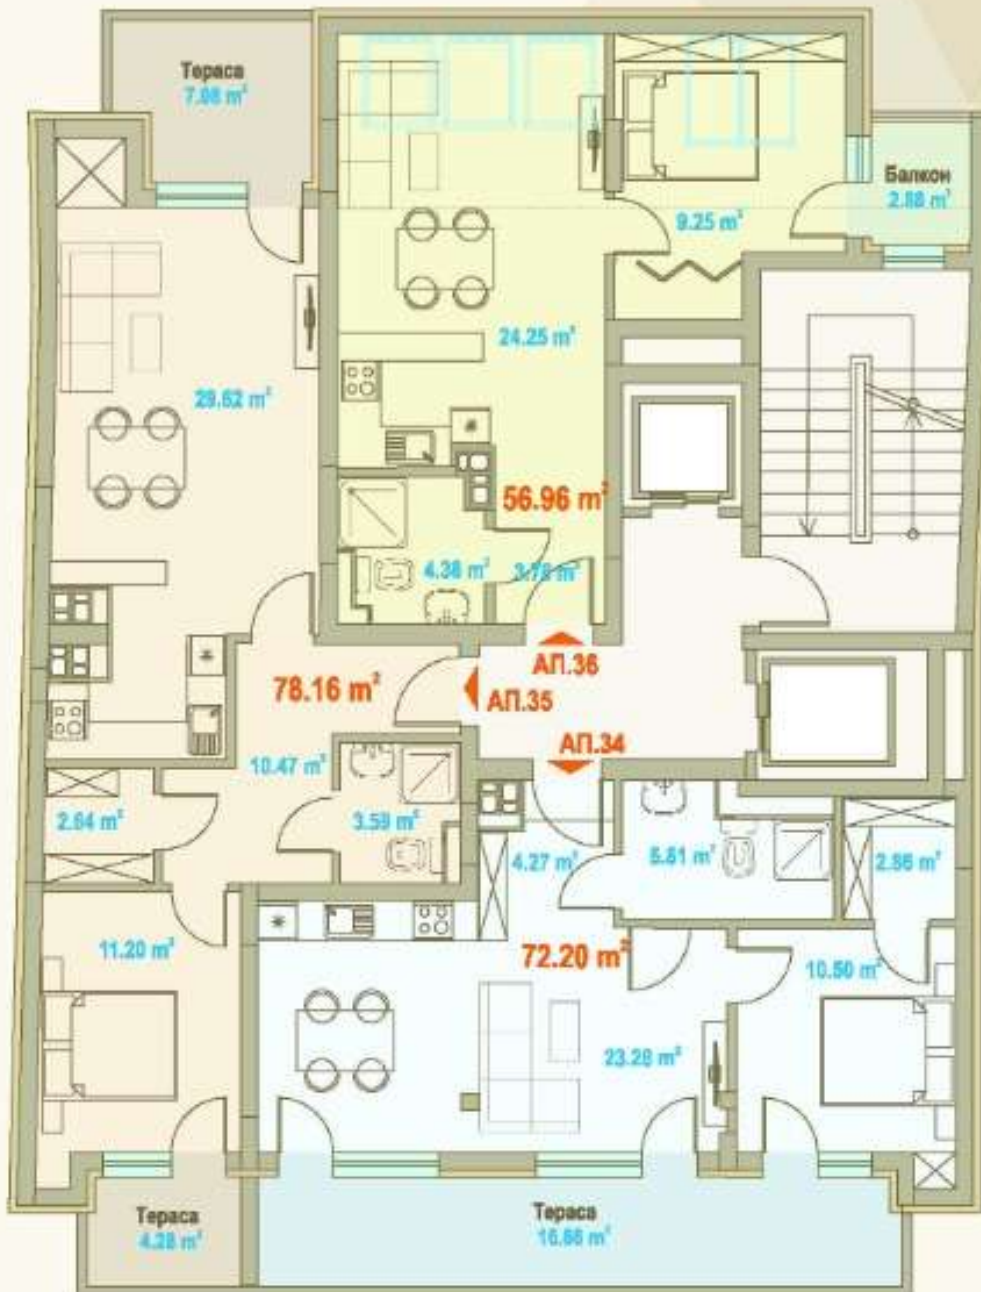 Тераса
7.08 m²
Балкон
2.88 m²
9.25 m²
24.25 m²
29.62 m²
56.96 m²
4.38 m²
3.78 m²
АП.36
78.16 m²
АП.35
АП.34
10.47 m²
2.64 m²
3.59 m²
4.27 m²
5.81 m²
2.86 m²
11.20 m²
72.20 m²
10.50 m²
23.28 m²
Тераса
4.28 m²
Тераса
16.66 m²